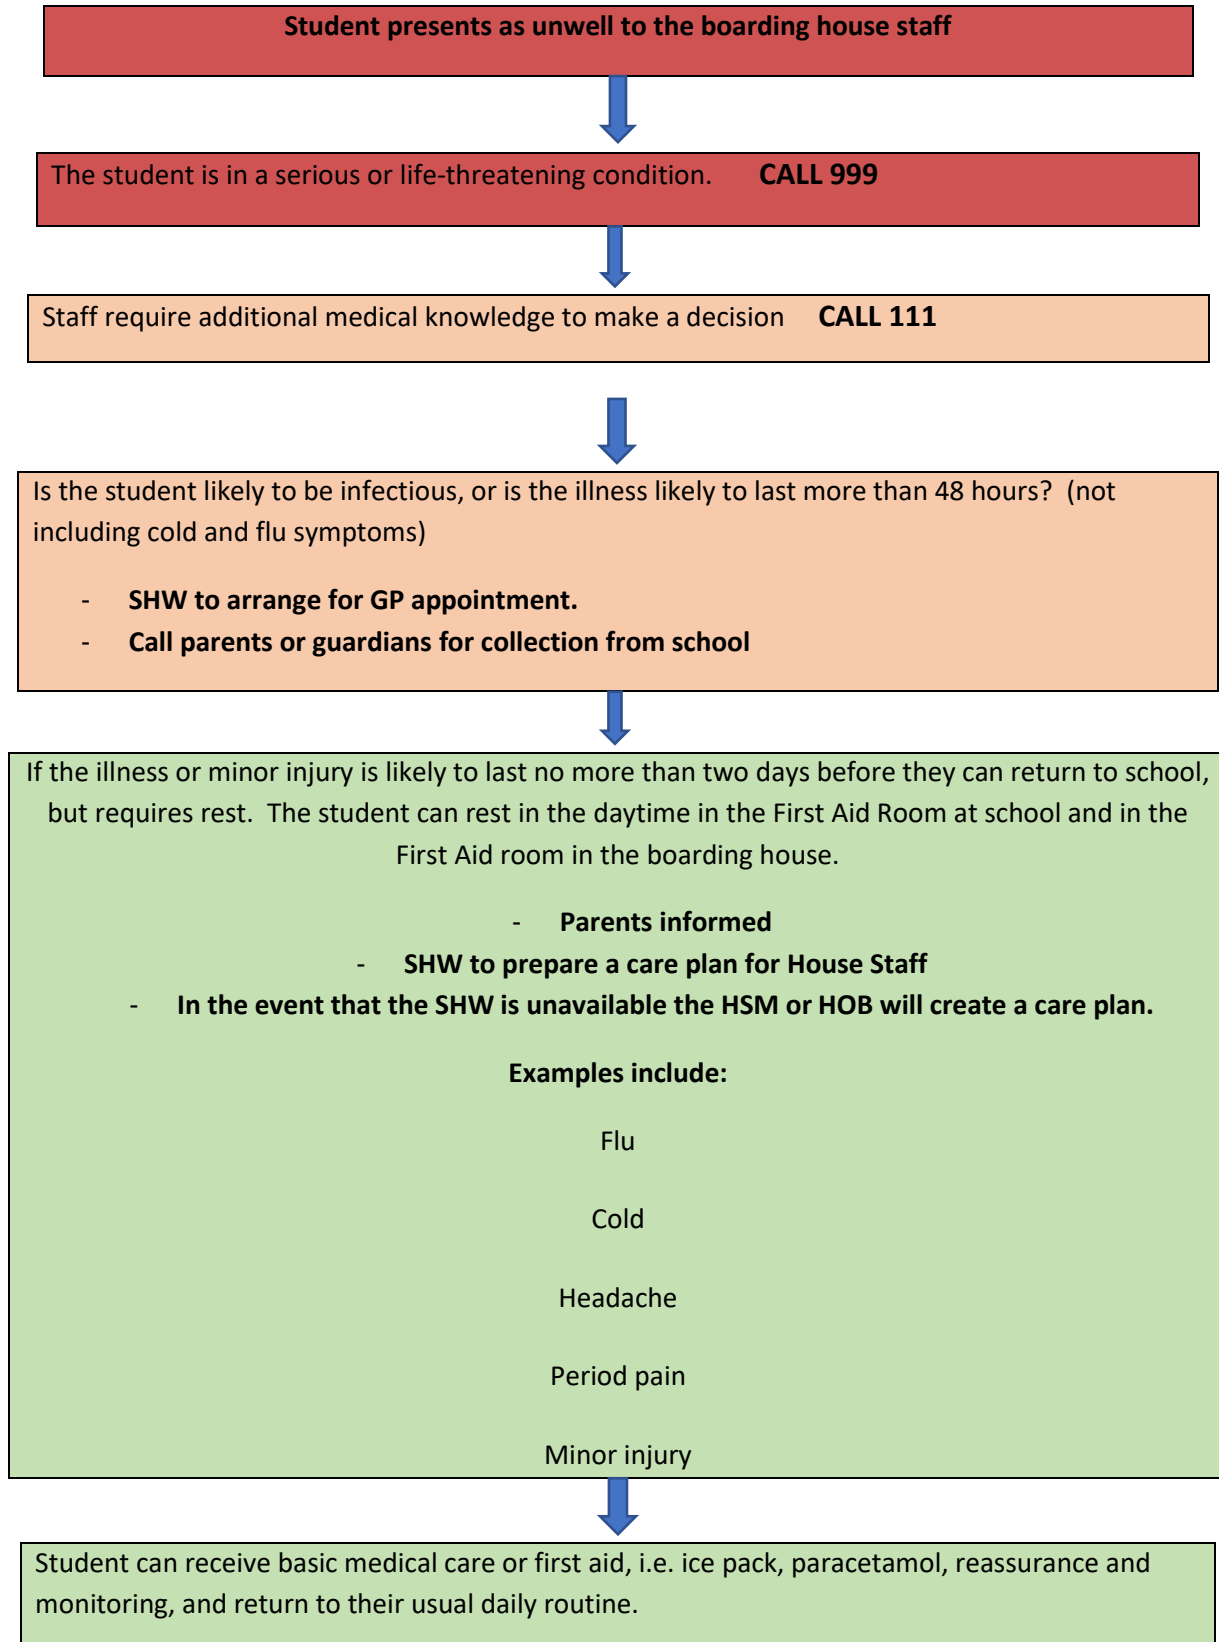 Student presents as unwell to the boarding house staff
The student is in a serious or life-threatening condition. CALL 999
Staff require additional medical knowledge to make a decision CALL 111
Is the student likely to be infectious, or is the illness likely to last more than 48 hours? (not
including cold and flu symptoms)
- SHW to arrange for GP appointment.
- Call parents or guardians for collection from school
If the illness or minor injury is likely to last no more than two days before they can return to school,
but requires rest. The student can rest in the daytime in the First Aid Room at school and in the
First Aid room in the boarding house.
- Parents informed
- SHW to prepare a care plan for House Staff
- In the event that the SHW is unavailable the HSM or HOB will create a care plan.
Examples include:
Flu
Cold
Headache
Period pain
Minor injury
Student can receive basic medical care or first aid, i.e. ice pack, paracetamol, reassurance and
monitoring, and return to their usual daily routine.